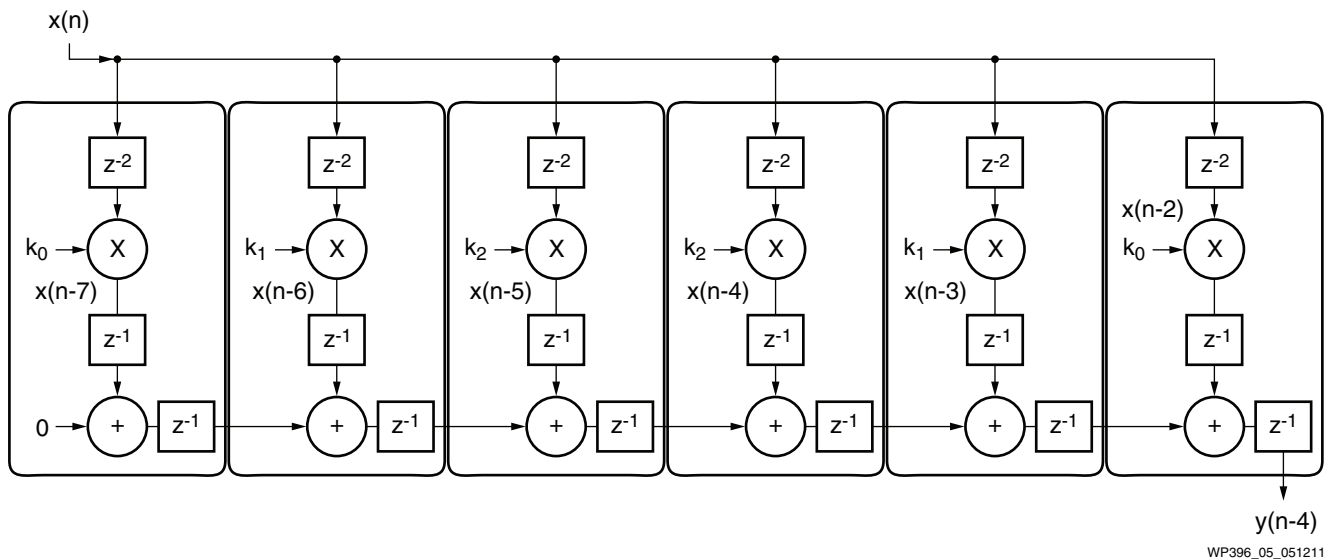 x(n)
z-2 z-2 z-2 z-2 z-2 z-2
x(n-2)
k0 X k1 X k2 X k2 X k1 X k0 X
x(n-7) x(n-6) x(n-5) x(n-4) x(n-3)
z-1 z-1 z-1 z-1 z-1 z-1
0 + z-1 + z-1 + z-1 + z-1 + z-1 + z-1
y(n-4)
WP396_05_051211